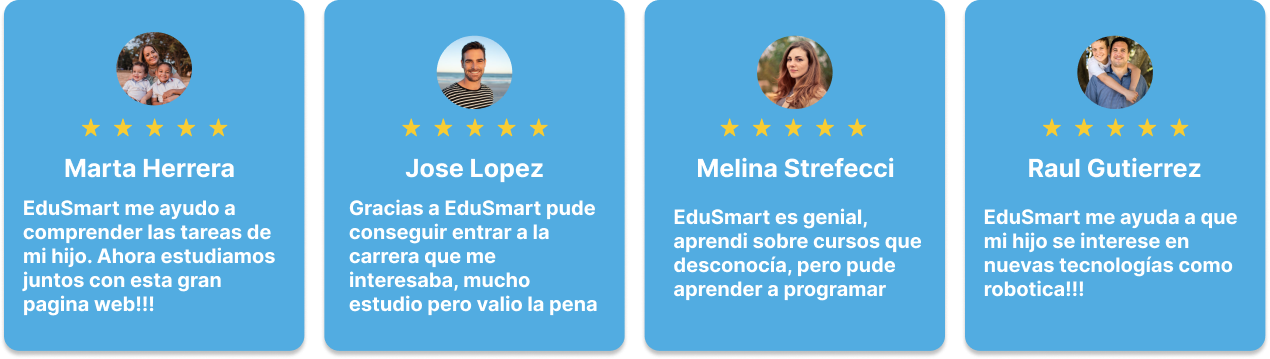 Marta Herrera
EduSmart me ayudo a
comprender las tareas de
mi hijo. Ahora estudiamos
juntos con esta gran
pagina web!!!
Jose Lopez
Gracias a EduSmart pude
conseguir entrar a la
carrera que me
interesaba, mucho
estudio pero valio la pena
Melina Strefecci
EduSmart es genial,
aprendi sobre cursos que
desconocía, pero pude
aprender a programar
Raul Gutierrez
EduSmart me ayuda a que
mi hijo se interese en
nuevas tecnologías como
robotica!!!